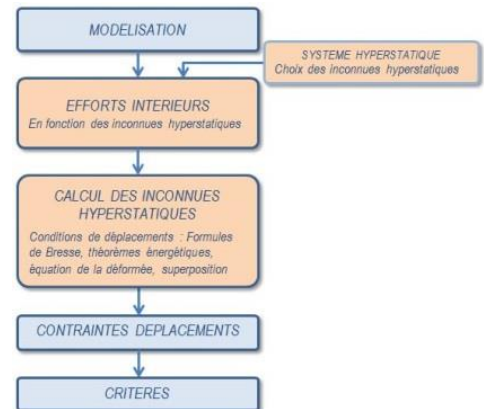 MODELISATION
SYSTEME HYPERSTATIQUE
Choix des inconnues hyperstatiques
EFFORTS INTERIEURS
En fonction des inconnues hyperstatiques
CALCUL DES INCONNUES
HYPERSTATIQUES
Conditions de déplacements : Formules
de Bresse, théorèmes énergétiques,
équation de la déformée, superposition
CONTRAINTES DEPLACEMENTS
CRITERES